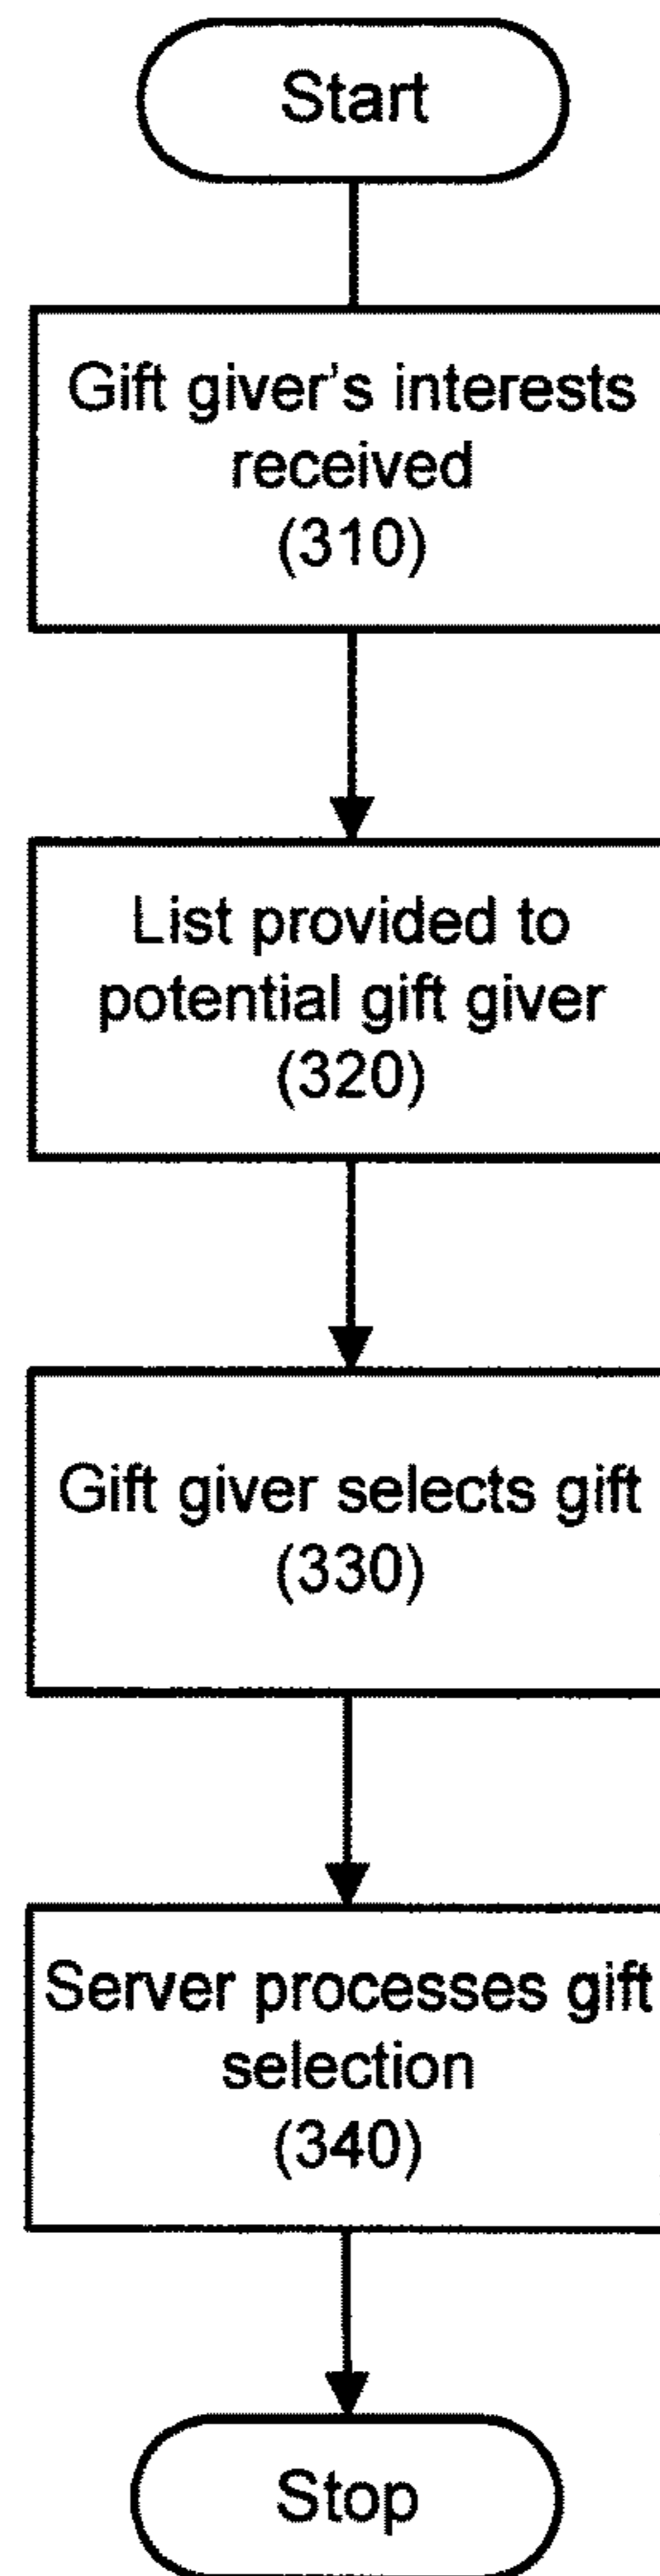 Start
Gift giver's interests
received
(310)
List provided to
potential gift giver
(320)
Gift giver selects gift
(330)
Server processes gift
selection
(340)
Stop